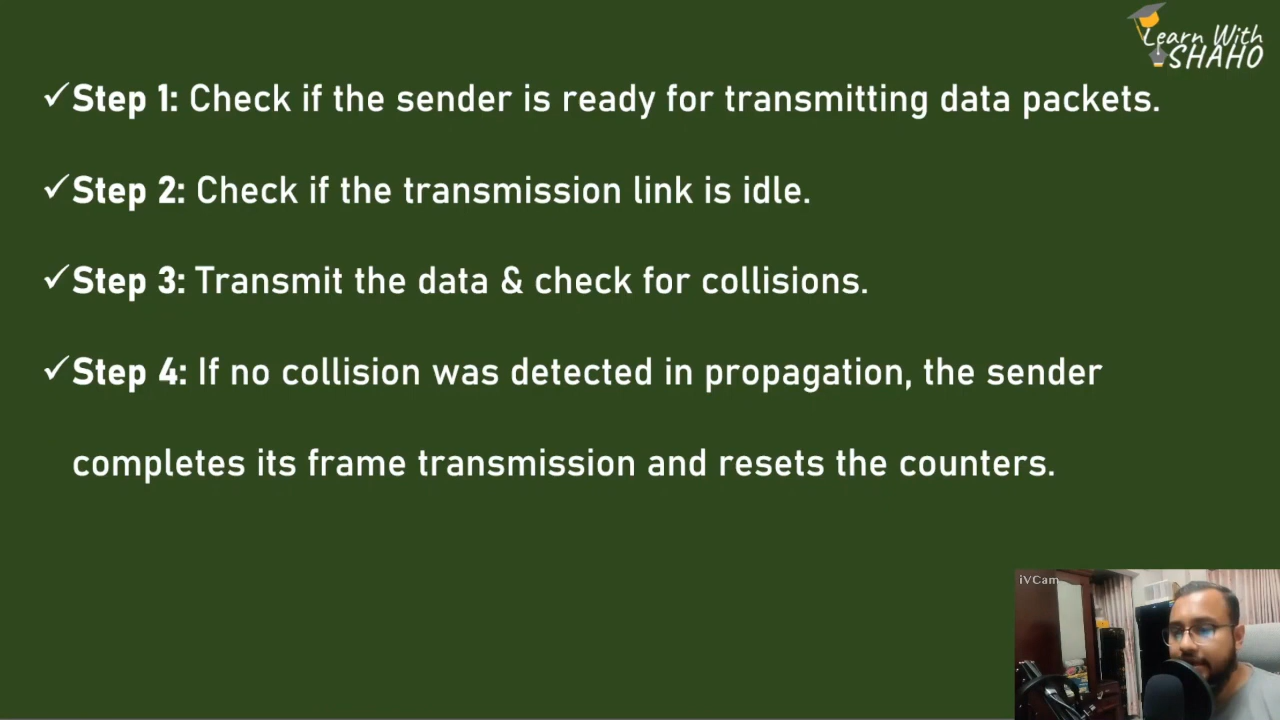 Learn With
SHAHO
✓Step 1: Check if the sender is ready for transmitting data packets.
✓Step 2: Check if the transmission link is idle.
✓Step 3: Transmit the data & check for collisions.
✓Step 4: If no collision was detected in propagation, the sender
completes its frame transmission and resets the counters.
iVCam